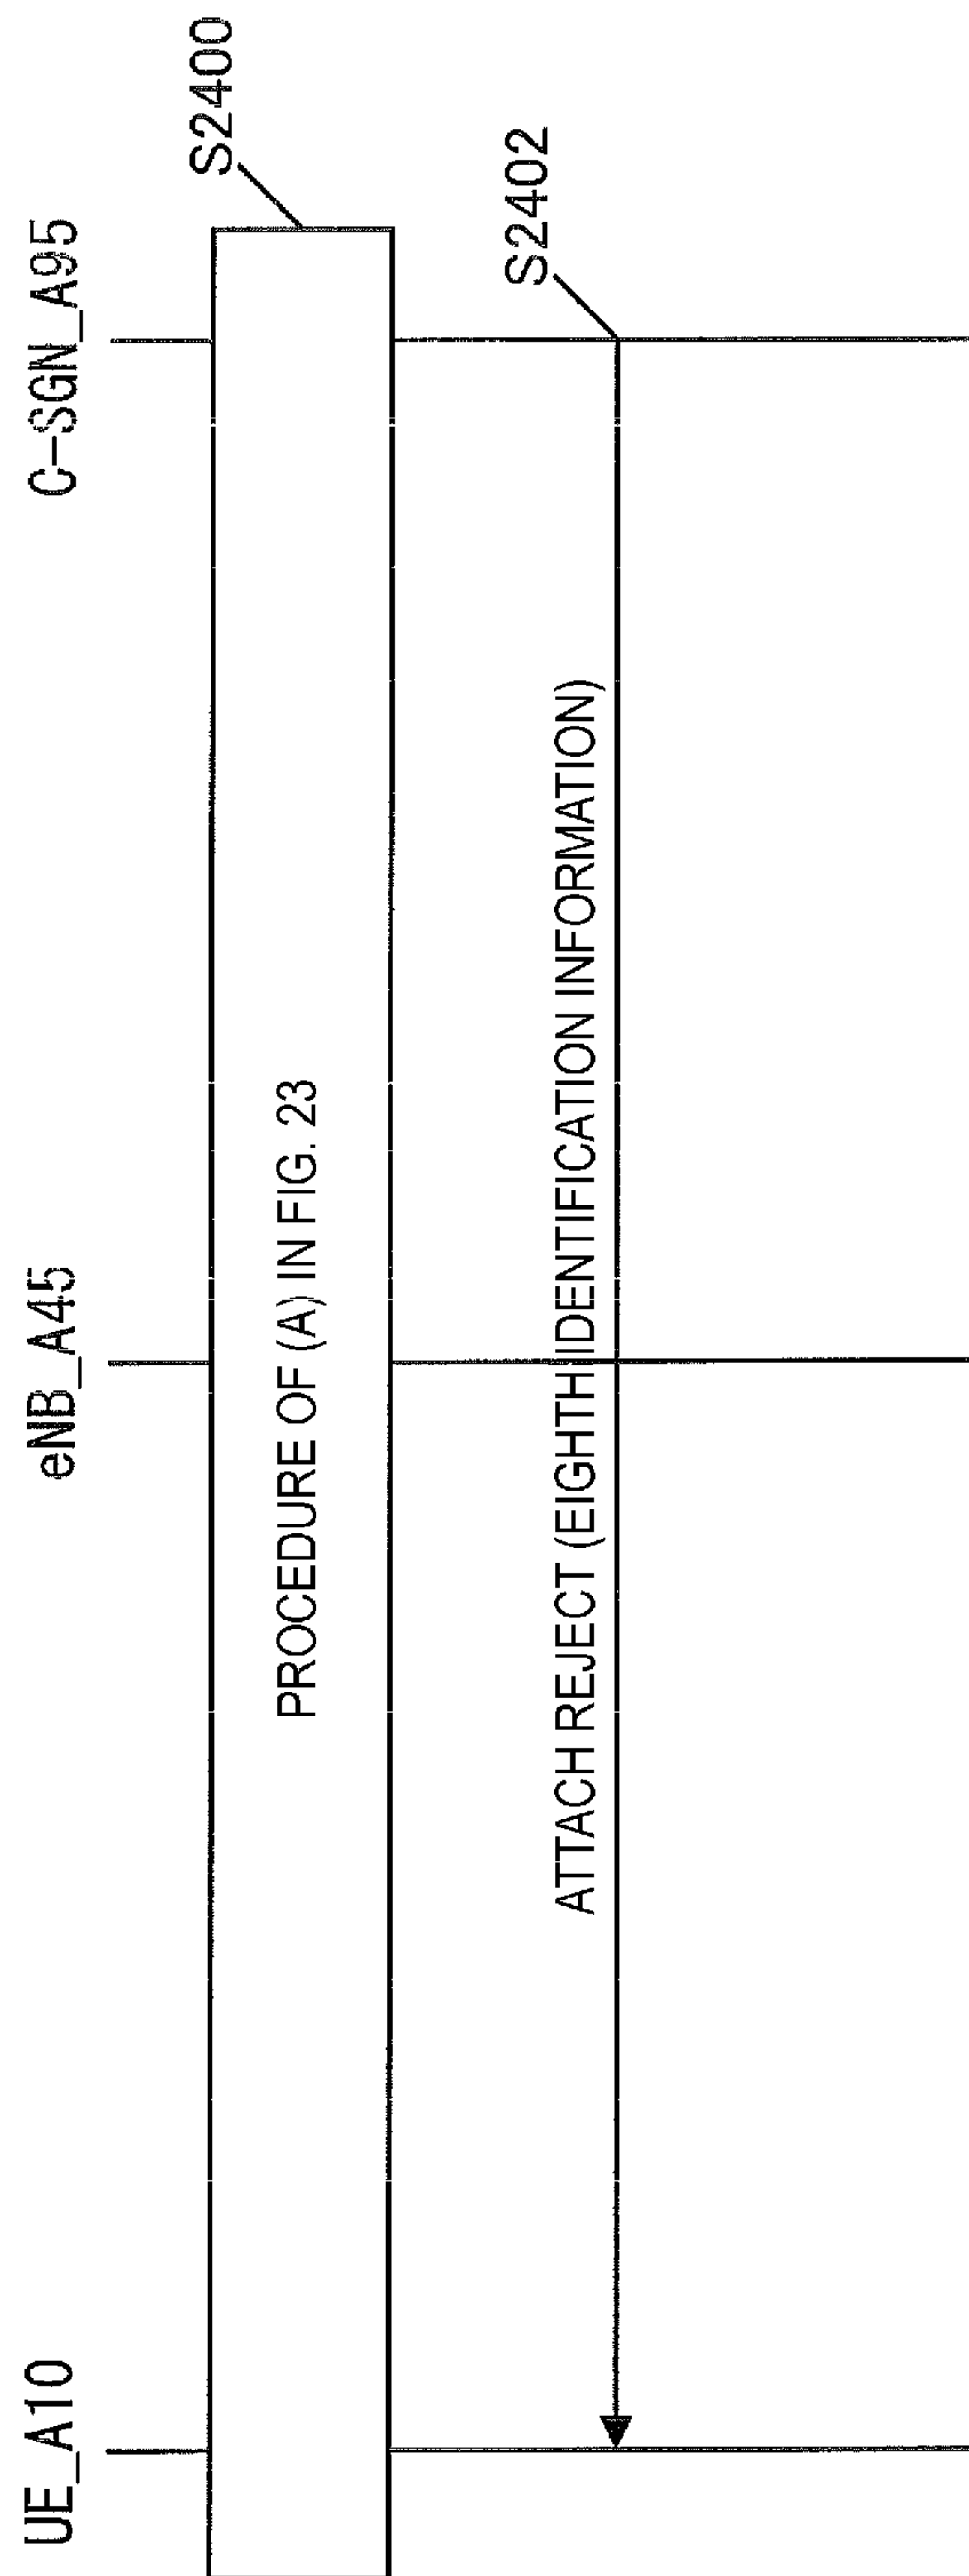 UE_A10
eNB_A45
C-SGN_A95
S2400
PROCEDURE OF (A) IN FIG. 23
S2402
ATTACH REJECT (EIGHTH IDENTIFICATION INFORMATION)